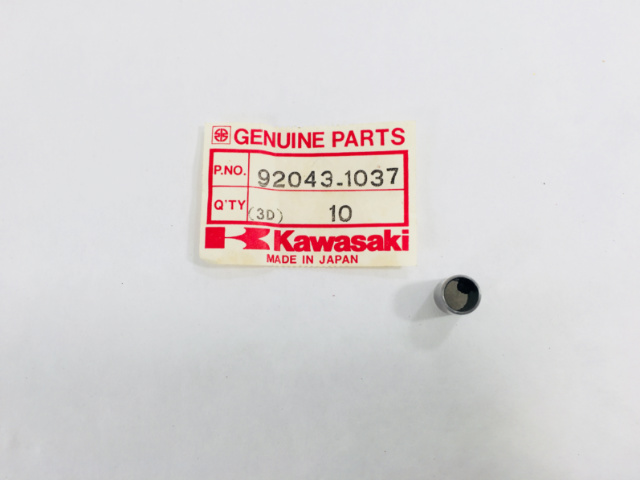 GENUINE PARTS
P.NO. 92043-1037
Q'TY (3D) 10
Kawasaki
MADE IN JAPAN